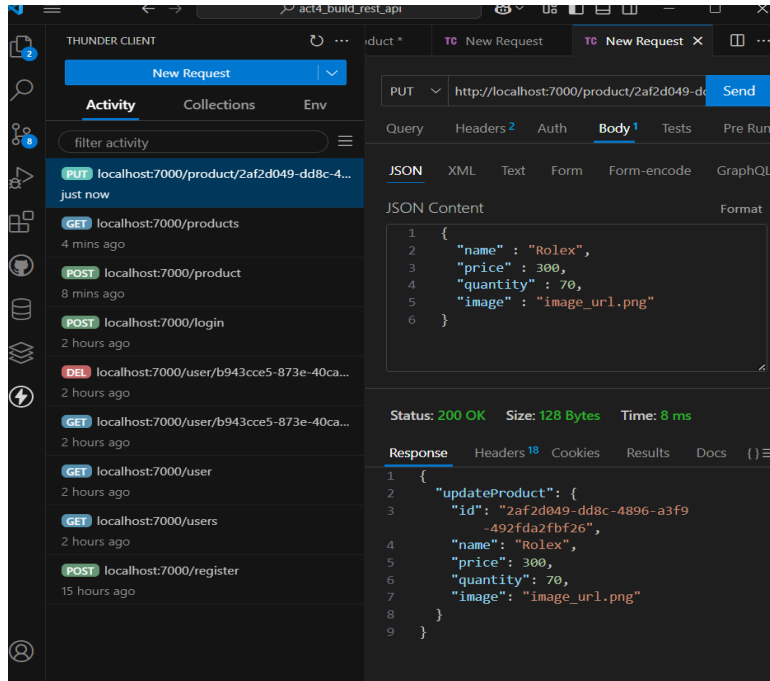 act4_build_rest_api
THUNDER CLIENT
New Request
Activity Collections Env
filter activity
PUT localhost:7000/product/2af2d049-dd8c-4...
just now
GET localhost:7000/products
4 mins ago
POST localhost:7000/product
8 mins ago
POST localhost:7000/login
2 hours ago
DEL localhost:7000/user/b943cce5-873e-40ca...
2 hours ago
GET localhost:7000/user/b943cce5-873e-40ca...
2 hours ago
GET localhost:7000/user
2 hours ago
GET localhost:7000/users
2 hours ago
POST localhost:7000/register
15 hours ago
2
8
duct * TC New Request TC New Request
PUT http://localhost:7000/product/2af2d049-dd Send
Query Headers 2 Auth Body 1 Tests Pre Run
JSON XML Text Form Form-encode GraphQL
JSON Content Format
1 {
2 "name" : "Rolex",
3 "price" : 300,
4 "quantity" : 70,
5 "image" : "image_url.png"
6 }
Status: 200 OK Size: 128 Bytes Time: 8 ms
Response Headers 18 Cookies Results Docs {}
1 {
2 "updateProduct": {
3 "id": "2af2d049-dd8c-4896-a3f9
-492fda2fbf26",
4 "name": "Rolex",
5 "price": 300,
6 "quantity": 70,
7 "image": "image_url.png"
8 }
9 }